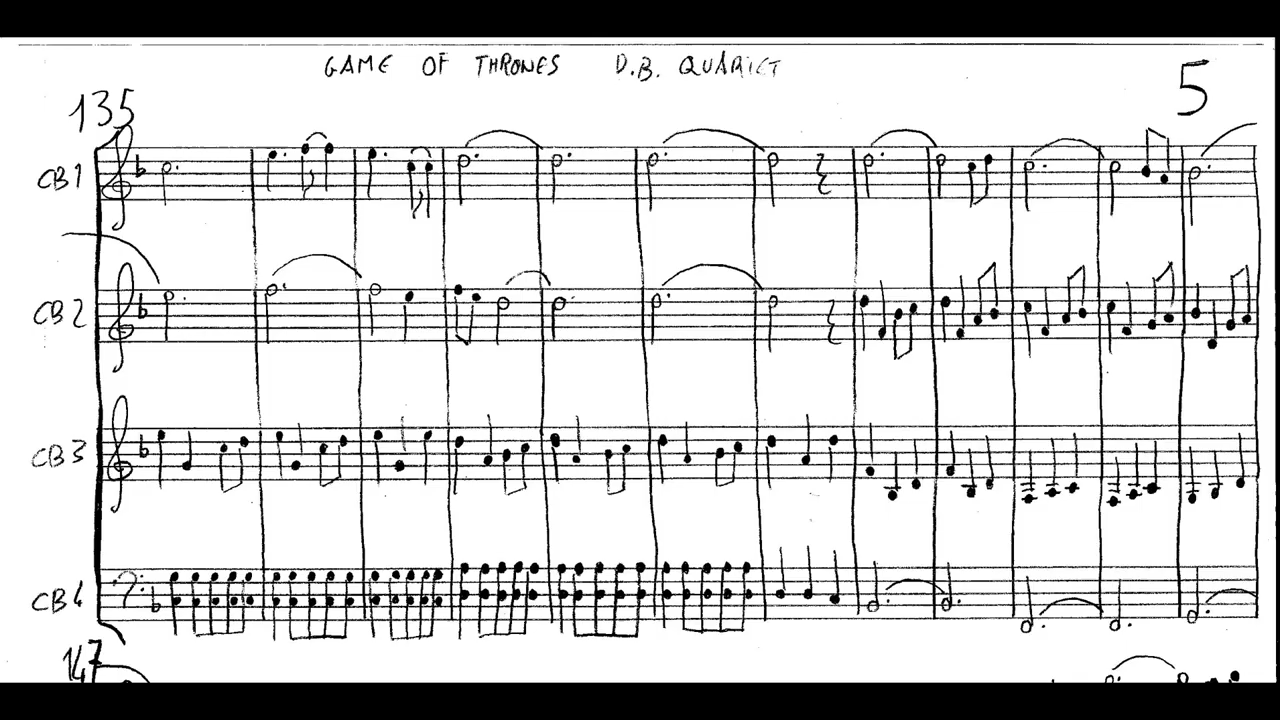 GAME OF THRONES D.B. QUARTET
135
5
CB1
CB2
CB3
CB4
147